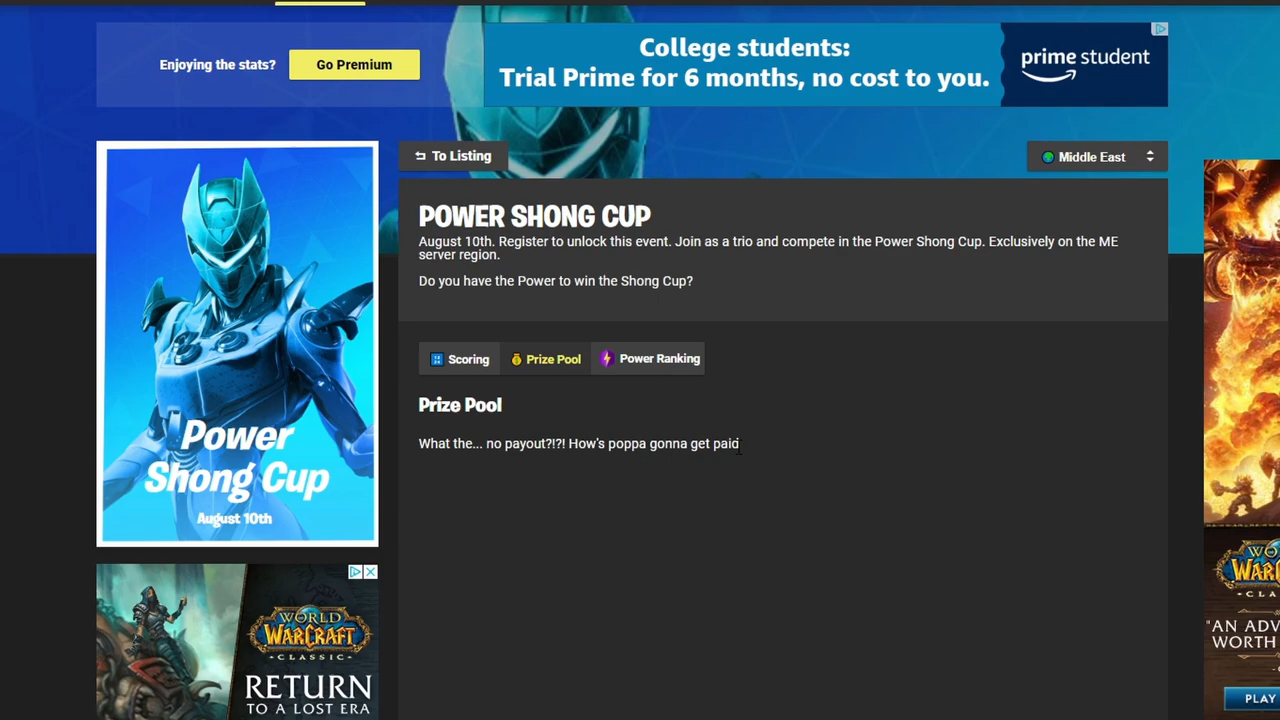 Enjoying the stats?
Go Premium
College students:
Trial Prime for 6 months, no cost to you.
prime student
To Listing
Middle East
POWER SHONG CUP
August 10th. Register to unlock this event. Join as a trio and compete in the Power Shong Cup. Exclusively on the ME
server region.
Do you have the Power to win the Shong Cup?
Scoring
Prize Pool
Power Ranking
Prize Pool
What the... no payout?!?! How's poppa gonna get paid
Power
Shong Cup
August 10th
WORLD
WARCRAFT
CLASSIC
RETURN
TO A LOST ERA
"AN ADV
WORTH
PLAY